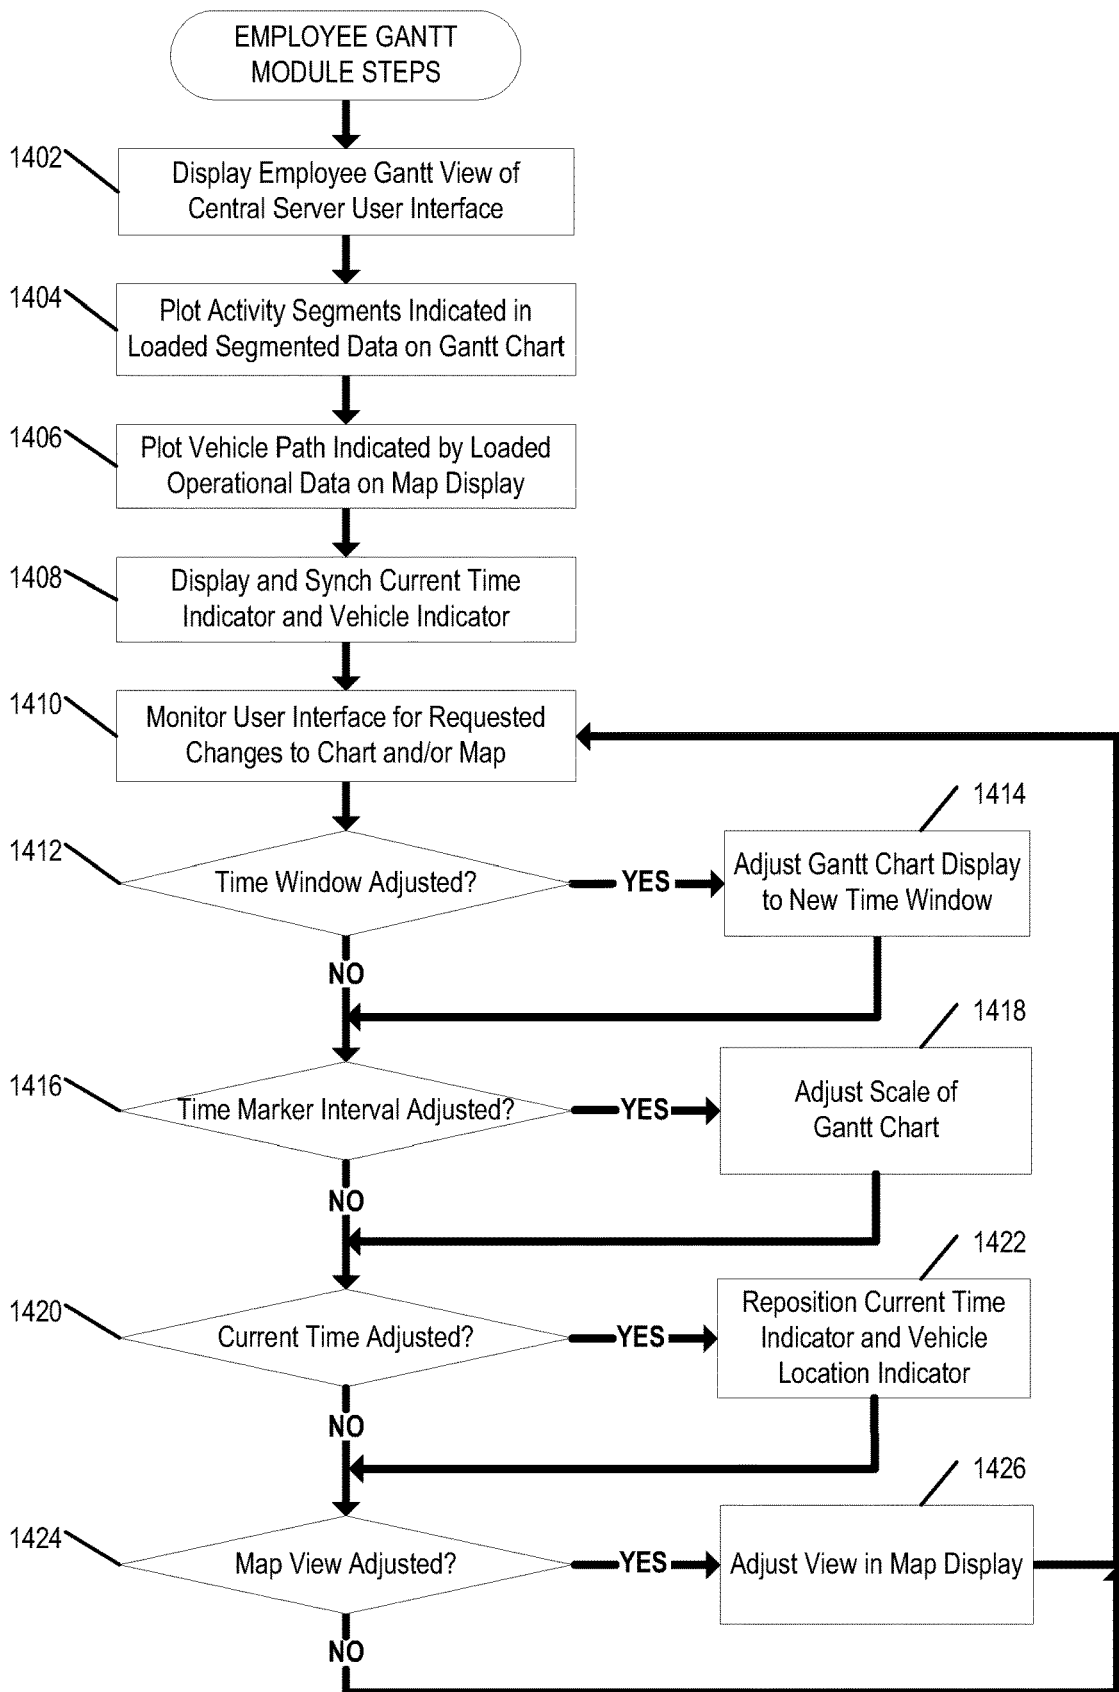 EMPLOYEE GANTT
MODULE STEPS
1402
Display Employee Gantt View of
Central Server User Interface
1404
Plot Activity Segments Indicated in
Loaded Segmented Data on Gantt Chart
1406
Plot Vehicle Path Indicated by Loaded
Operational Data on Map Display
1408
Display and Synch Current Time
Indicator and Vehicle Indicator
1410
Monitor User Interface for Requested
Changes to Chart and/or Map
1412
Time Window Adjusted?
YES
1414
Adjust Gantt Chart Display
to New Time Window
NO
1416
Time Marker Interval Adjusted?
YES
1418
Adjust Scale of
Gantt Chart
NO
1420
Current Time Adjusted?
YES
1422
Reposition Current Time
Indicator and Vehicle
Location Indicator
NO
1424
Map View Adjusted?
YES
1426
Adjust View in Map Display
NO